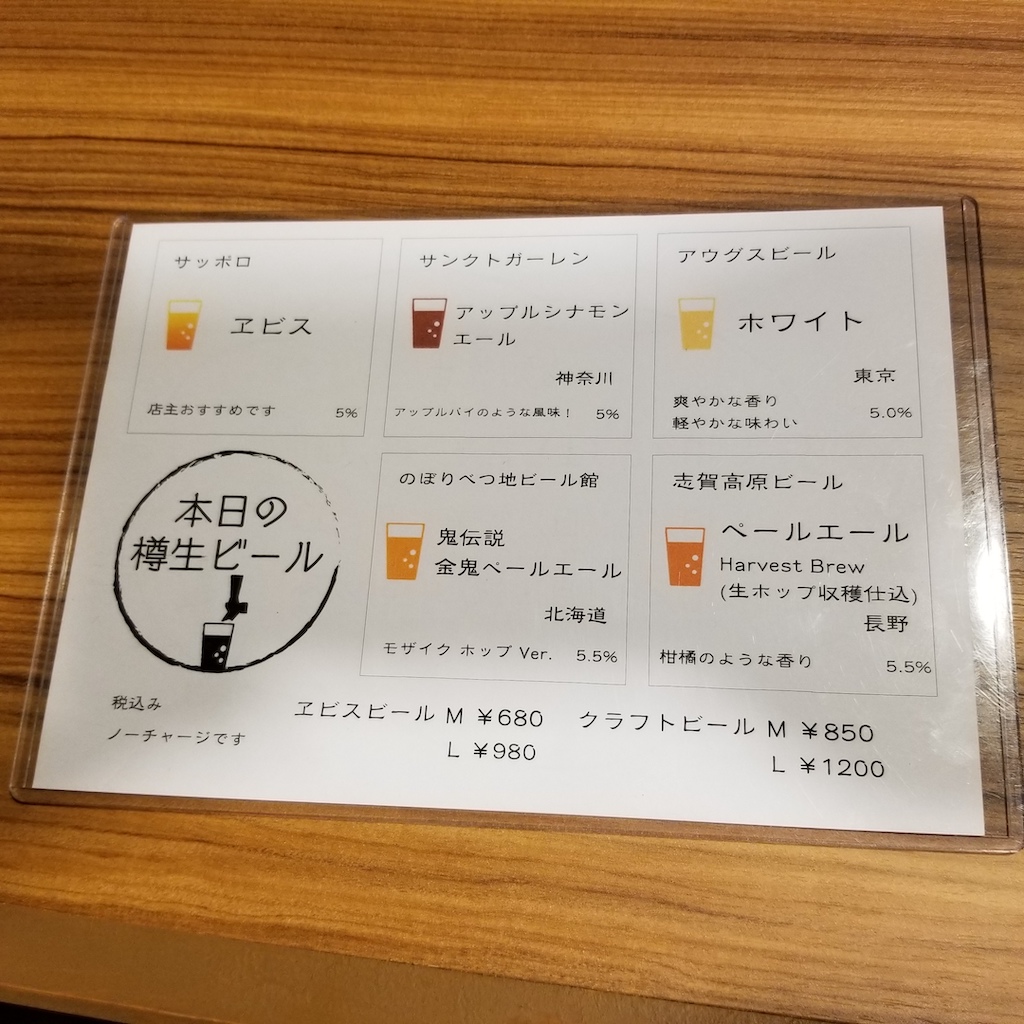 サッポロ
ヱビス
店主おすすめです 5%
サンクトガーレン
アップルシナモン
エール
神奈川
アップルパイのような風味！ 5%
アウグスビール
ホワイト
東京
爽やかな香り
軽やかな味わい 5.0%
本日の
樽生ビール
のぼりべつ地ビール館
鬼伝説
金鬼ペールエール
北海道
モザイク ホップ Ver. 5.5%
志賀高原ビール
ペールエール
Harvest Brew
(生ホップ収穫仕込)
長野
柑橘のような香り 5.5%
税込み
ノーチャージです
ヱビスビール M ￥680
L ￥980
クラフトビール M ￥850
L ￥1200